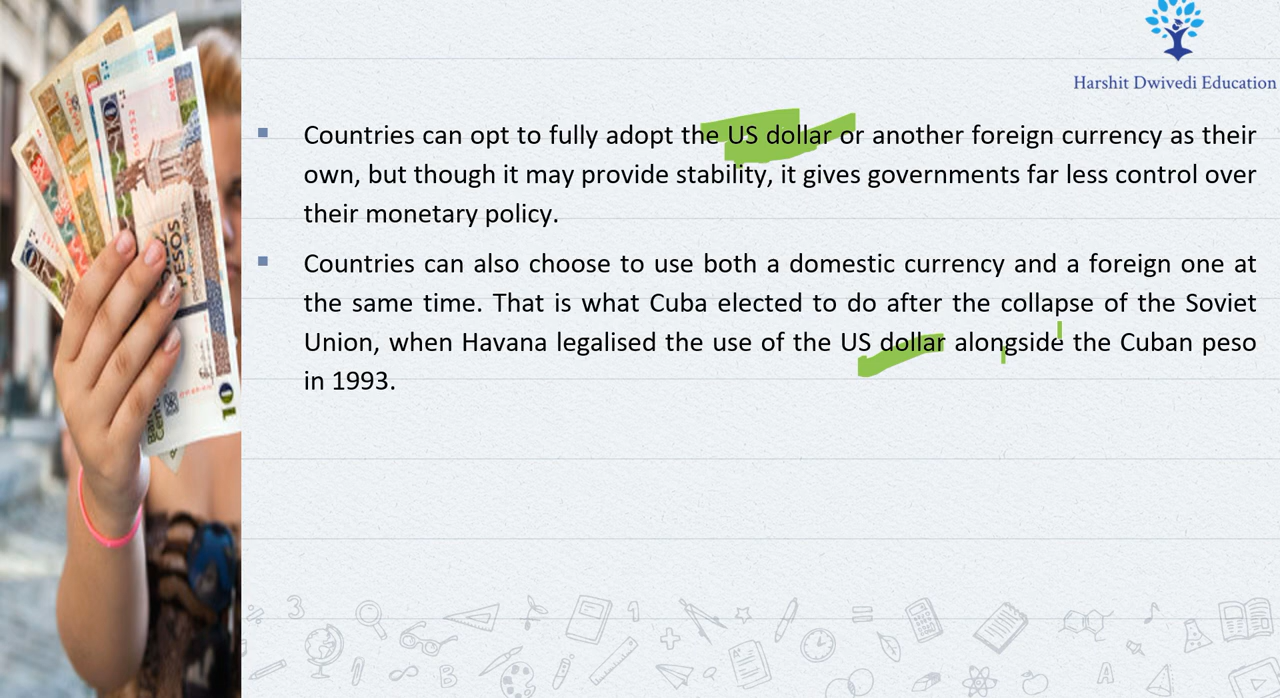 Harshit Dwivedi Education
Countries can opt to fully adopt the US dollar or another foreign currency as their
own, but though it may provide stability, it gives governments far less control over
their monetary policy.
Countries can also choose to use both a domestic currency and a foreign one at
the same time. That is what Cuba elected to do after the collapse of the Soviet
Union, when Havana legalised the use of the US dollar alongside the Cuban peso
in 1993.
PESOS
10